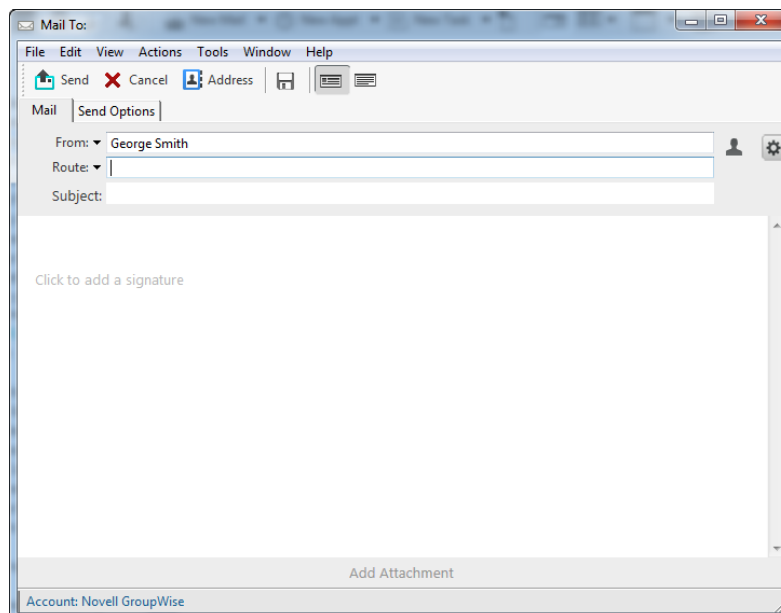 Mail To:
File Edit View Actions Tools Window Help
Send Cancel Address
Mail Send Options
From: George Smith
Route:
Subject:
Click to add a signature
Add Attachment
Account: Novell GroupWise